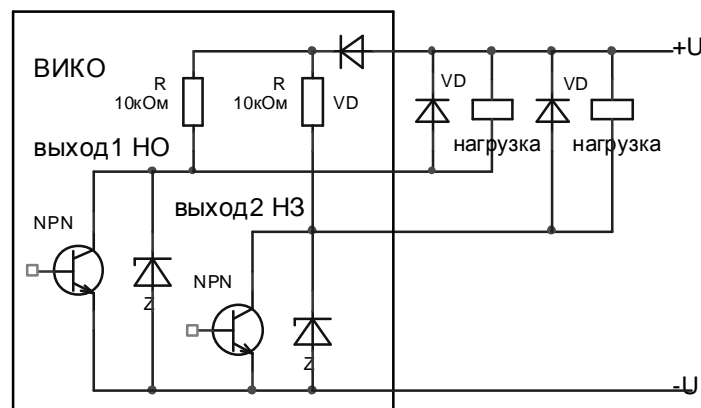 +U
ВИКО
R
10кОм
R
10кОм
VD
VD
VD
нагрузка
нагрузка
выход1 НО
выход2 НЗ
NPN
Z
NPN
Z
-U